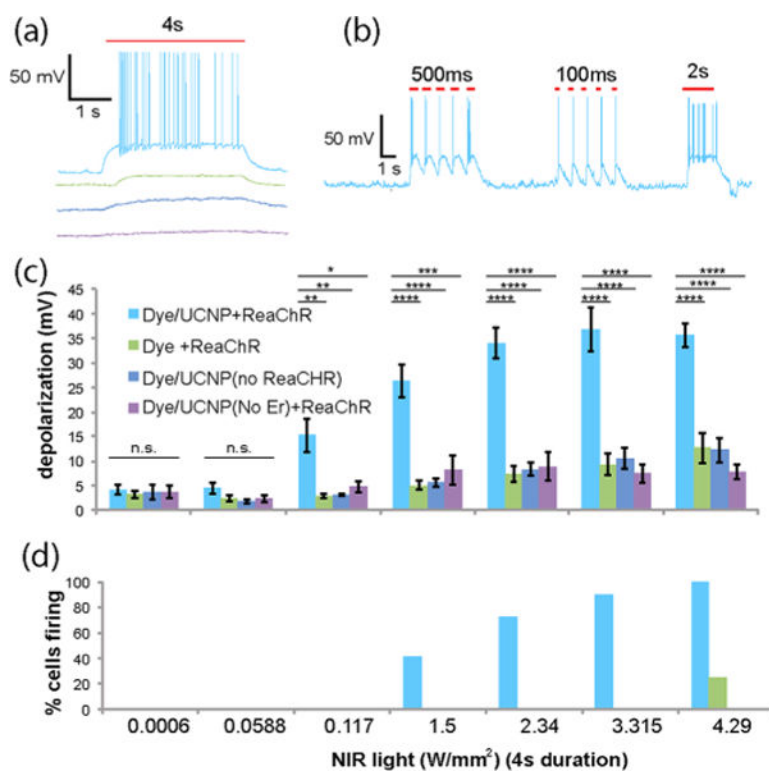 (a)
4s
50 mV
1 s
(b)
500ms
100ms
2s
50 mV
1 s
(c)
depolarization (mV)
45
40
35
30
25
20
15
10
5
0
Dye/UCNP+ReaChR
Dye +ReaChR
Dye/UCNP(no ReaCHR)
Dye/UCNP(No Er)+ReaChR
n.s.
n.s.
*
**
**
***
****
****
****
****
****
****
****
****
****
****
****
(d)
% cells firing
100
80
60
40
20
0
0.0006 0.0588 0.117 1.5 2.34 3.315 4.29
NIR light (W/mm²) (4s duration)